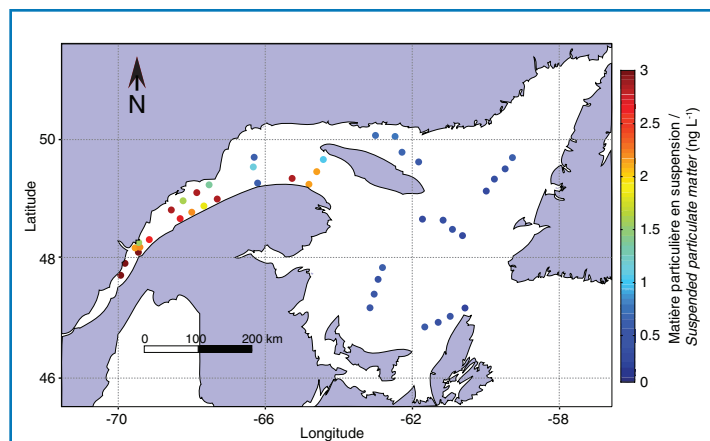 N
50
48
46
Latitude
0 100 200 km
-70 -66 -62 -58
Longitude
3
2.5
2
1.5
1
0.5
0
Matière particulière en suspension /
Suspended particulate matter (ng L-1)